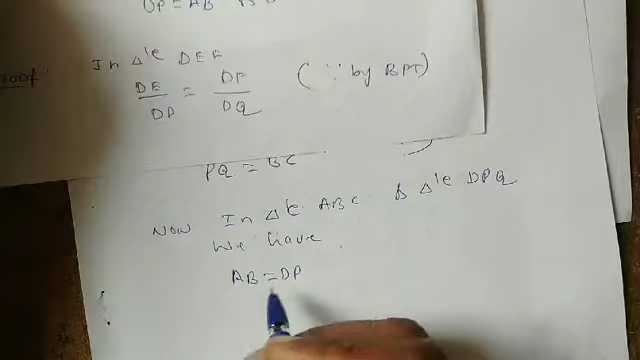 DP = AB
In Δle DEF
DE/DP = DF/DQ (∵ by BPT)
PQ = BC
Now In Δle ABC & Δle DPQ
We have
AB = DP